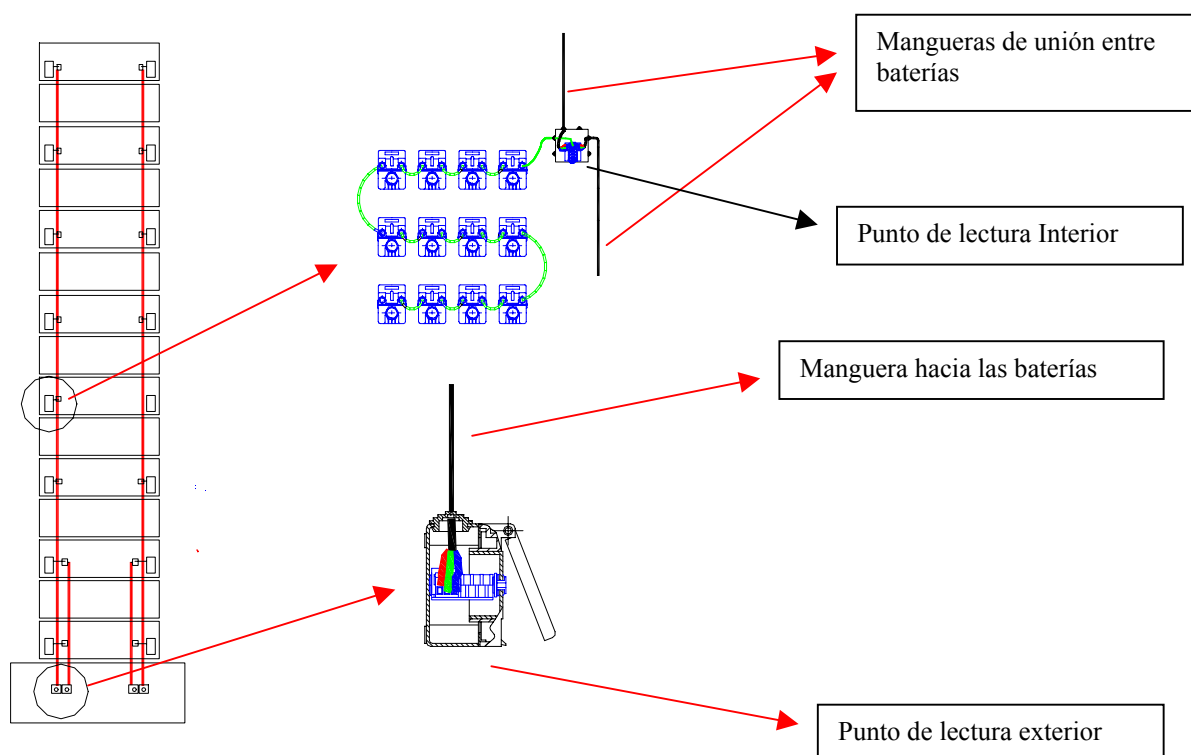 Mangueras de unión entre
baterías
Punto de lectura Interior
Manguera hacia las baterías
Punto de lectura exterior